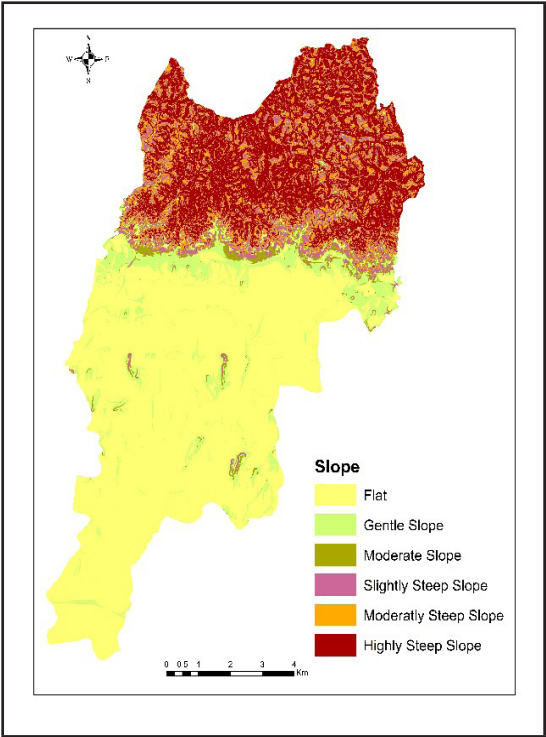 N
W E
S
Slope
Flat
Gentle Slope
Moderate Slope
Slightly Steep Slope
Moderatly Steep Slope
Highly Steep Slope
0 0.5 1 2 3 4
Km